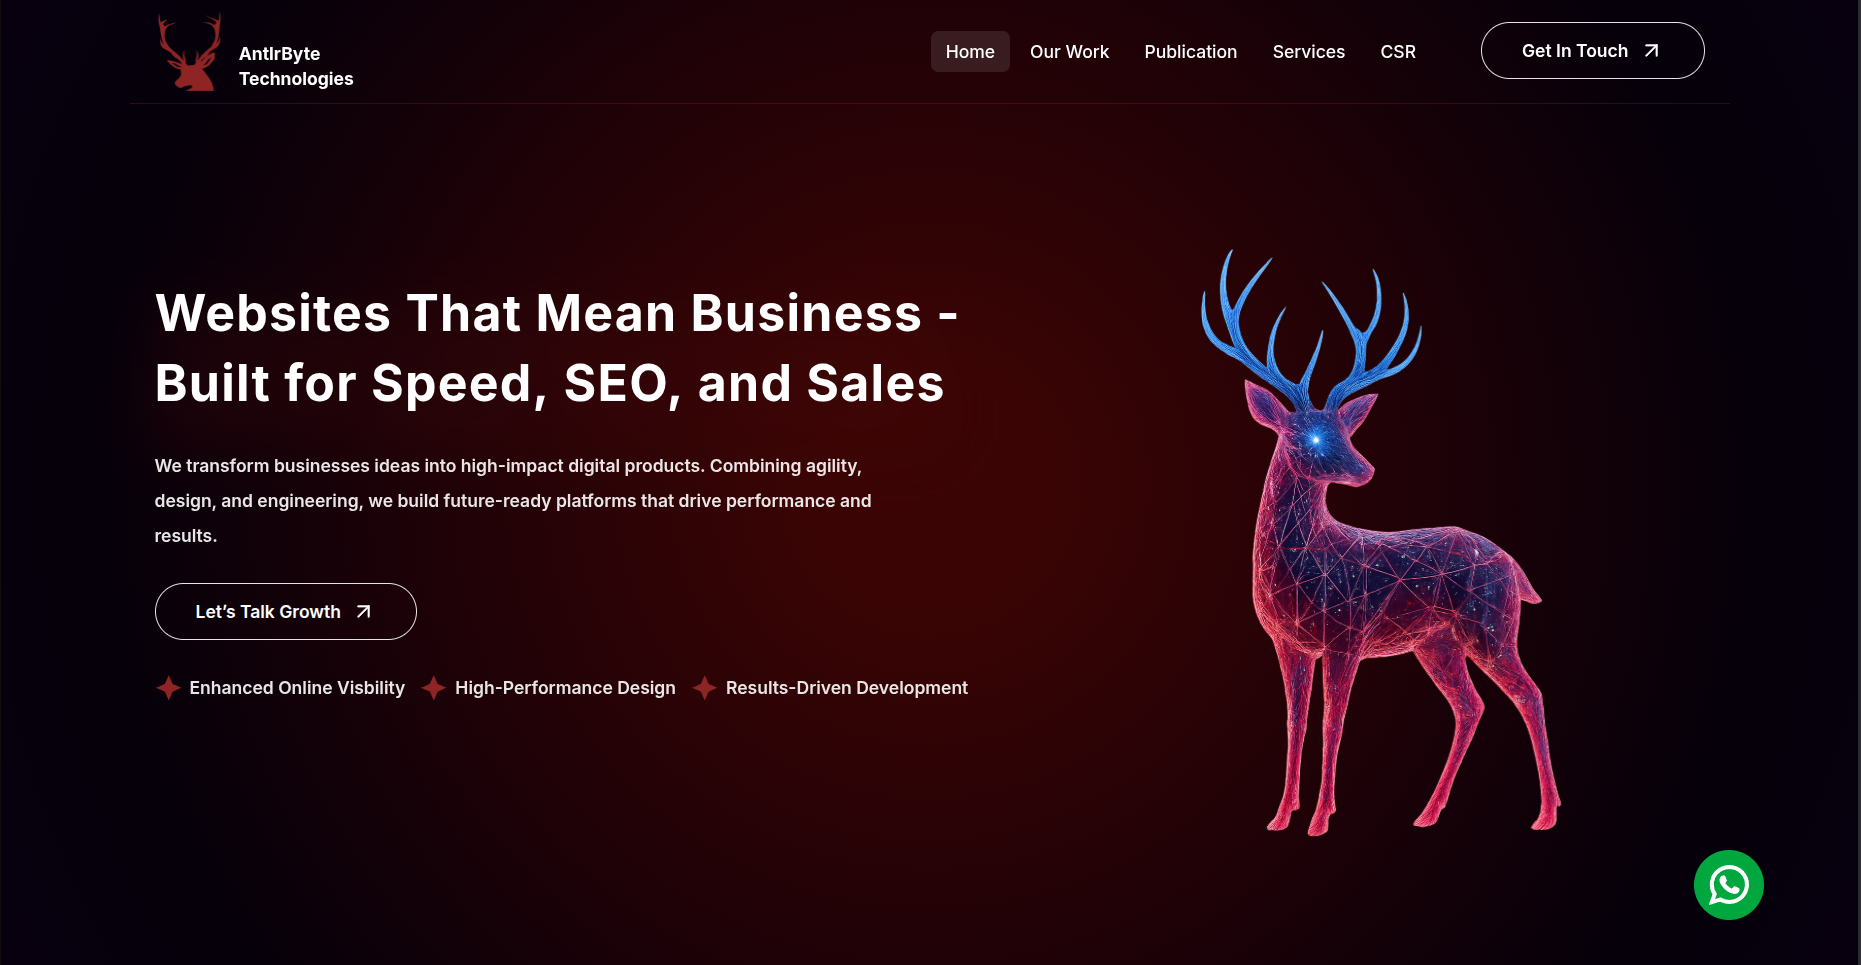 AntlrByte
Technologies
Home
Our Work
Publication
Services
CSR
Get In Touch
Websites That Mean Business -
Built for Speed, SEO, and Sales
We transform businesses ideas into high-impact digital products. Combining agility,
design, and engineering, we build future-ready platforms that drive performance and
results.
Let's Talk Growth
Enhanced Online Visbility
High-Performance Design
Results-Driven Development